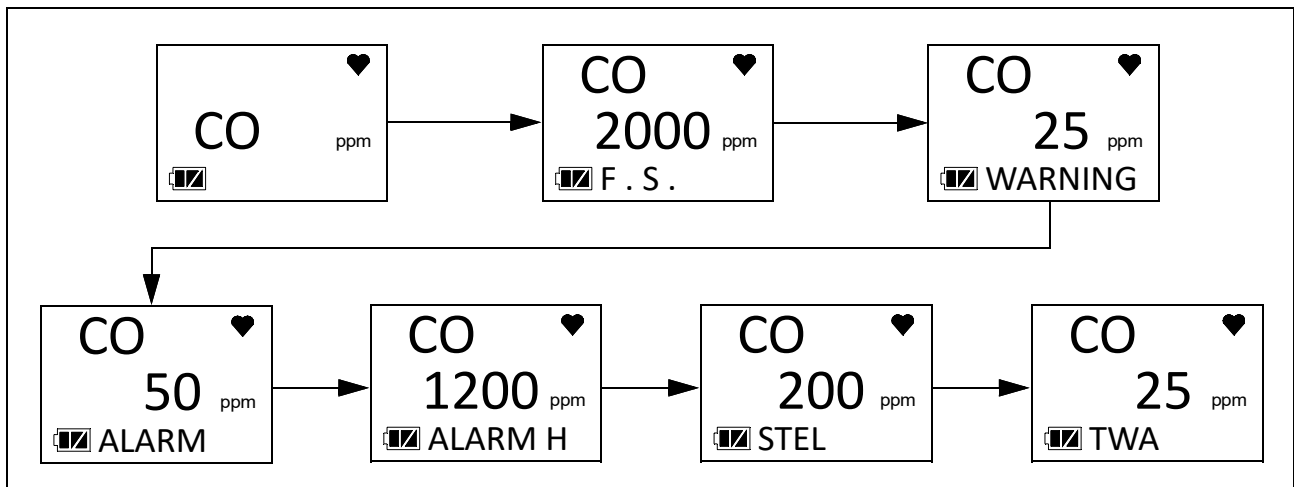 CO ppm
CO
2000 ppm
F . S .
CO
25 ppm
WARNING
CO
50 ppm
ALARM
CO
1200 ppm
ALARM H
CO
200 ppm
STEL
CO
25 ppm
TWA